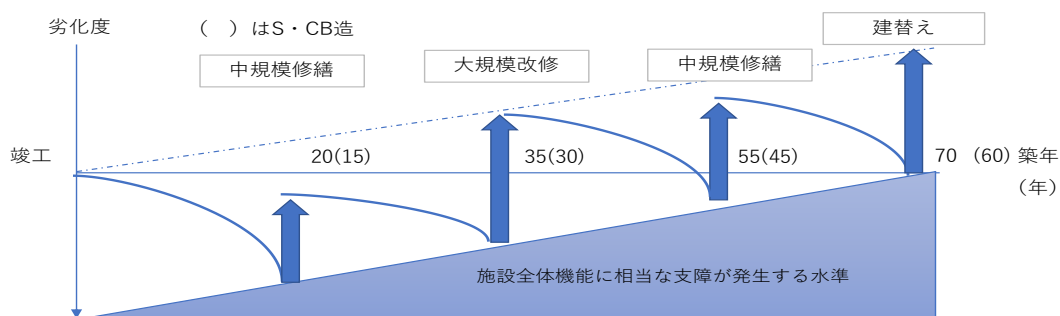 劣化度
（　）はS・CB造
建替え
中規模修繕
大規模改修
中規模修繕
竣工
20(15)
35(30)
55(45)
70 (60) 築年
（年）
施設全体機能に相当な支障が発生する水準